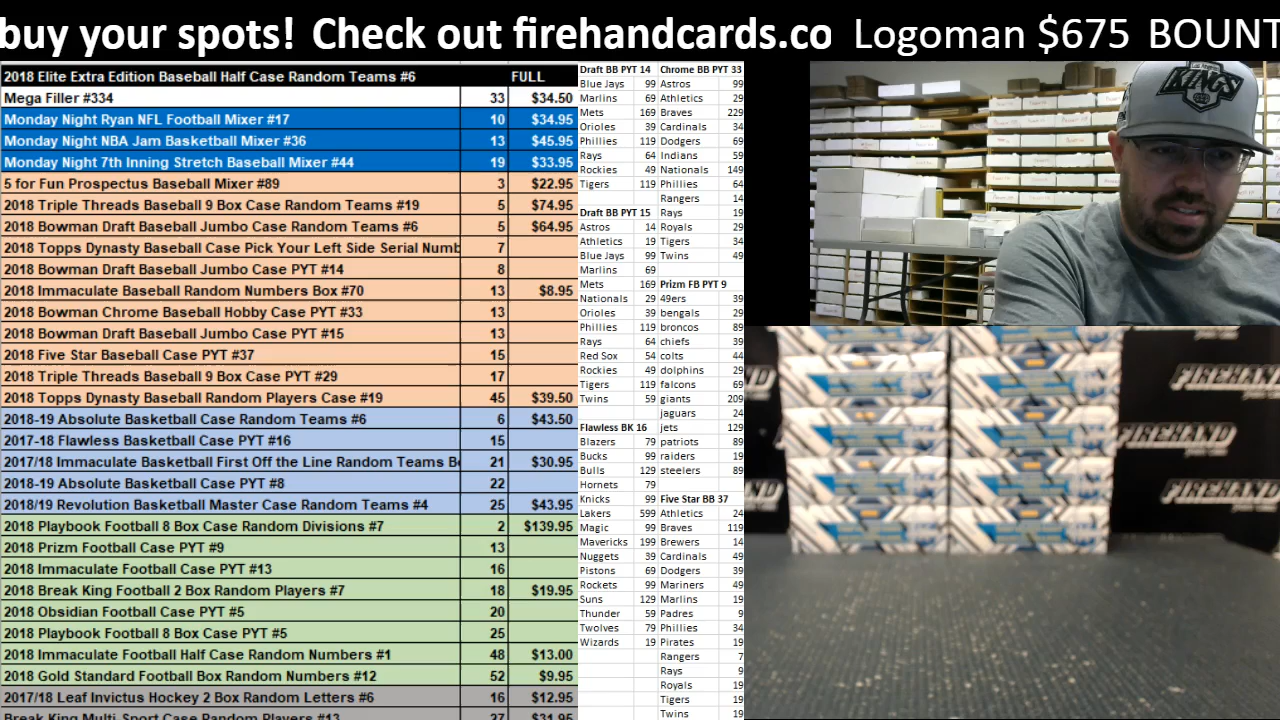 buy your spots! Check out firehandcards.co Logoman $675 BOUNT
2018 Elite Extra Edition Baseball Half Case Random Teams #6 FULL
Mega Filler #334 33 $34.50
Monday Night Ryan NFL Football Mixer #17 10 $34.95
Monday Night NBA Jam Basketball Mixer #36 13 $45.95
Monday Night 7th Inning Stretch Baseball Mixer #44 19 $33.95
5 for Fun Prospectus Baseball Mixer #89 3 $22.95
2018 Triple Threads Baseball 9 Box Case Random Teams #19 5 $74.95
2018 Bowman Draft Baseball Jumbo Case Random Teams #6 5 $64.95
2018 Topps Dynasty Baseball Case Pick Your Left Side Serial Numb 7
2018 Bowman Draft Baseball Jumbo Case PYT #14 8
2018 Immaculate Baseball Random Numbers Box #70 13 $8.95
2018 Bowman Chrome Baseball Hobby Case PYT #33 13
2018 Bowman Draft Baseball Jumbo Case PYT #15 13
2018 Five Star Baseball Case PYT #37 15
2018 Triple Threads Baseball 9 Box Case PYT #29 17
2018 Topps Dynasty Baseball Random Players Case #19 45 $39.50
2018-19 Absolute Basketball Case Random Teams #6 6 $43.50
2017-18 Flawless Basketball Case PYT #16 15
2017/18 Immaculate Basketball First Off the Line Random Teams B 21 $30.95
2018-19 Absolute Basketball Case PYT #8 22
2018/19 Revolution Basketball Master Case Random Teams #4 25 $43.95
2018 Playbook Football 8 Box Case Random Divisions #7 2 $139.95
2018 Prizm Football Case PYT #9 13
2018 Immaculate Football Case PYT #13 16
2018 Break King Football 2 Box Random Players #7 18 $19.95
2018 Obsidian Football Case PYT #5 20
2018 Playbook Football 8 Box Case PYT #5 25
2018 Immaculate Football Half Case Random Numbers #1 48 $13.00
2018 Gold Standard Football Box Random Numbers #12 52 $9.95
2017/18 Leaf Invictus Hockey 2 Box Random Letters #6 16 $12.95
Break King Multi-Sport Case Random Players #13 27 $31.95
Draft BB PYT 14
Blue Jays 99
Marlins 69
Mets 169
Orioles 39
Phillies 119
Rays 64
Rockies 49
Tigers 119
Draft BB PYT 15
Astros 14
Athletics 19
Blue Jays 99
Marlins 69
Mets 169
Nationals 29
Orioles 39
Phillies 119
Rays 64
Red Sox 54
Rockies 49
Tigers 119
Twins 59
Flawless BK 16
Blazers 79
Bucks 99
Bulls 129
Hornets 79
Knicks 99
Lakers 599
Magic 99
Mavericks 199
Nuggets 39
Pistons 69
Rockets 99
Suns 129
Thunder 59
Twolves 79
Wizards 19
Chrome BB PYT 33
Astros 99
Athletics 29
Braves 229
Cardinals 34
Dodgers 69
Indians 59
Nationals 149
Phillies 64
Rangers 14
Rays 19
Royals 29
Tigers 34
Twins 49
Prizm FB PYT 9
49ers 39
bengals 29
broncos 89
chiefs 39
colts 44
dolphins 29
falcons 69
giants 209
jaguars 24
jets 129
patriots 89
raiders 19
steelers 89
Five Star BB 37
Athletics 24
Braves 119
Brewers 14
Cardinals 49
Dodgers 39
Mariners 49
Marlins 19
Padres 9
Phillies 34
Pirates 19
Rangers 7
Rays 9
Royals 19
Tigers 19
Twins 19
Los Angeles
KINGS
FIREHAND
FIREHAND
FIREHAND
FIREHAND